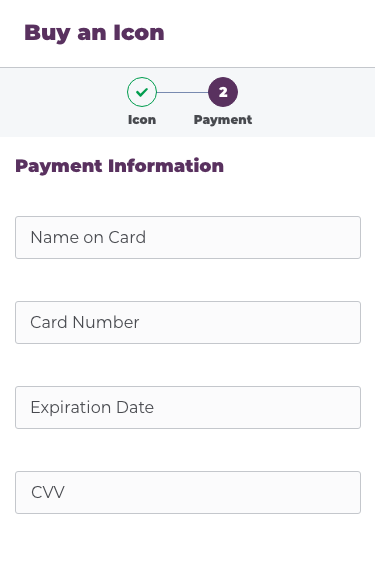 Buy an Icon
2
Icon
Payment
Payment Information
Name on Card
Card Number
Expiration Date
CVV